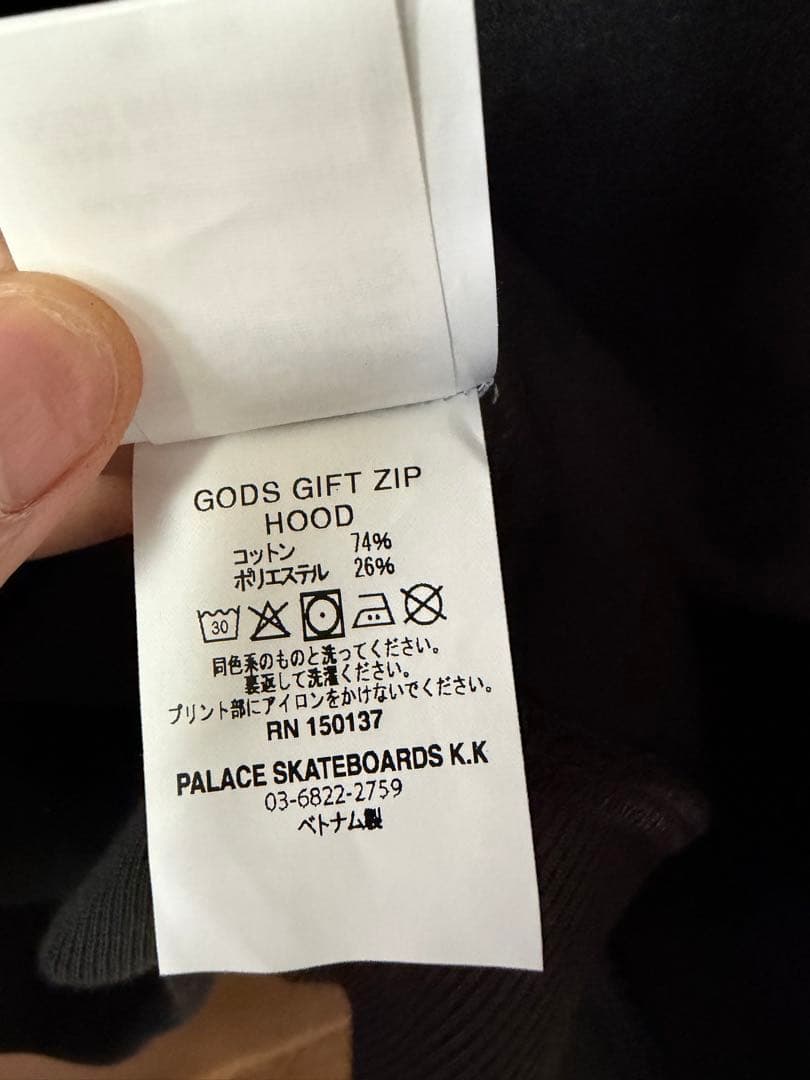 GODS GIFT ZIP
HOOD
コットン 74%
ポリエステル 26%
30
同色系のものと洗ってください。
裏返して洗濯ください。
プリント部にアイロンをかけないでください。
RN 150137
PALACE SKATEBOARDS K.K
03-6822-2759
ベトナム製